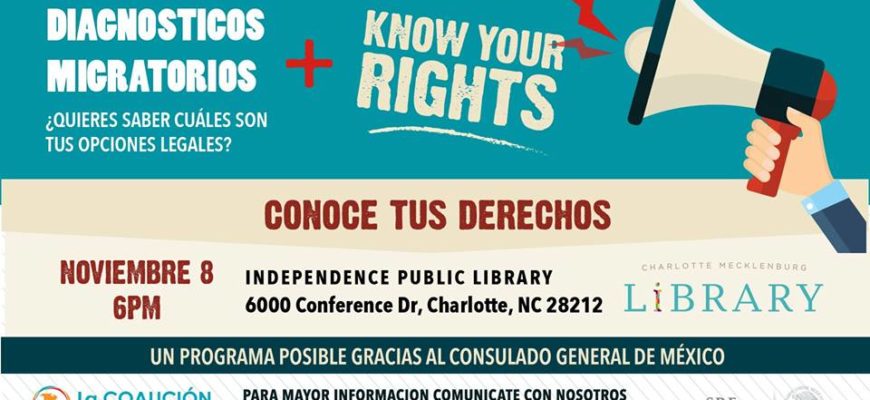 DIAGNOSTICOS
MIGRATORIOS
¿QUIERES SABER CUÁLES SON
TUS OPCIONES LEGALES?
+
KNOW YOUR
RIGHTS
CONOCE TUS DERECHOS
NOVIEMBRE 8
6PM
INDEPENDENCE PUBLIC LIBRARY
6000 Conference Dr, Charlotte, NC 28212
CHARLOTTE MECKLENBURG
LiBRARY
UN PROGRAMA POSIBLE GRACIAS AL CONSULADO GENERAL DE MÉXICO
La COALICIÓN
PARA MAYOR INFORMACION COMUNICATE CON NOSOTROS
SRE